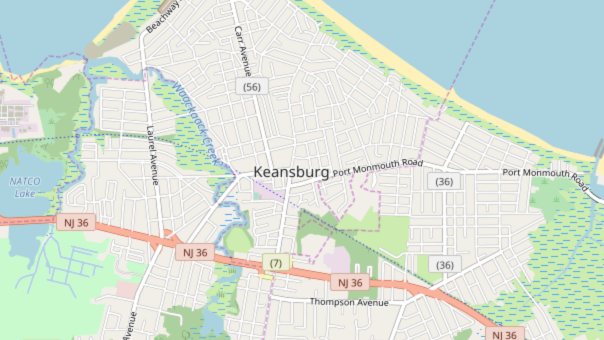 Beachway
Carr Avenue
(56)
Waackaack Creek
Laurel Avenue
Keansburg
Port Monmouth Road
(36)
Port Monmouth Road
NATCO
Lake
NJ 36
NJ 36
(7)
(36)
NJ 36
Thompson Avenue
Avenue
NJ 36